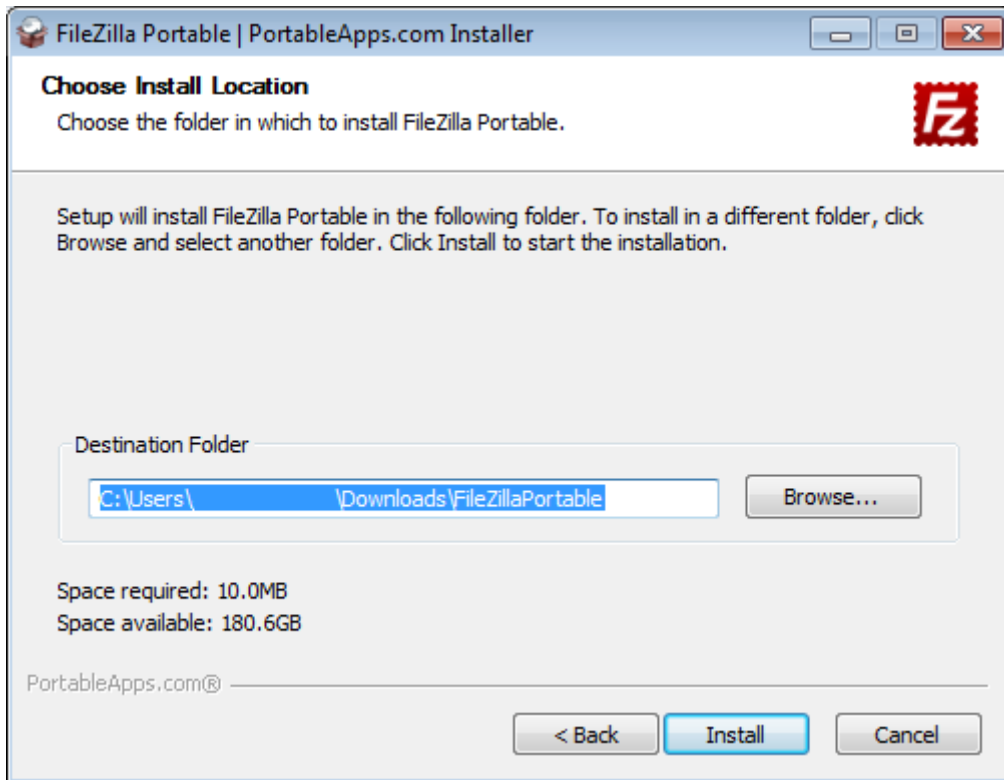 FileZilla Portable | PortableApps.com Installer
Choose Install Location
Choose the folder in which to install FileZilla Portable.
Fz
Setup will install FileZilla Portable in the following folder. To install in a different folder, click
Browse and select another folder. Click Install to start the installation.
Destination Folder
C:\Users\ \Downloads\FileZillaPortable
Browse...
Space required: 10.0MB
Space available: 180.6GB
PortableApps.com®
< Back
Install
Cancel